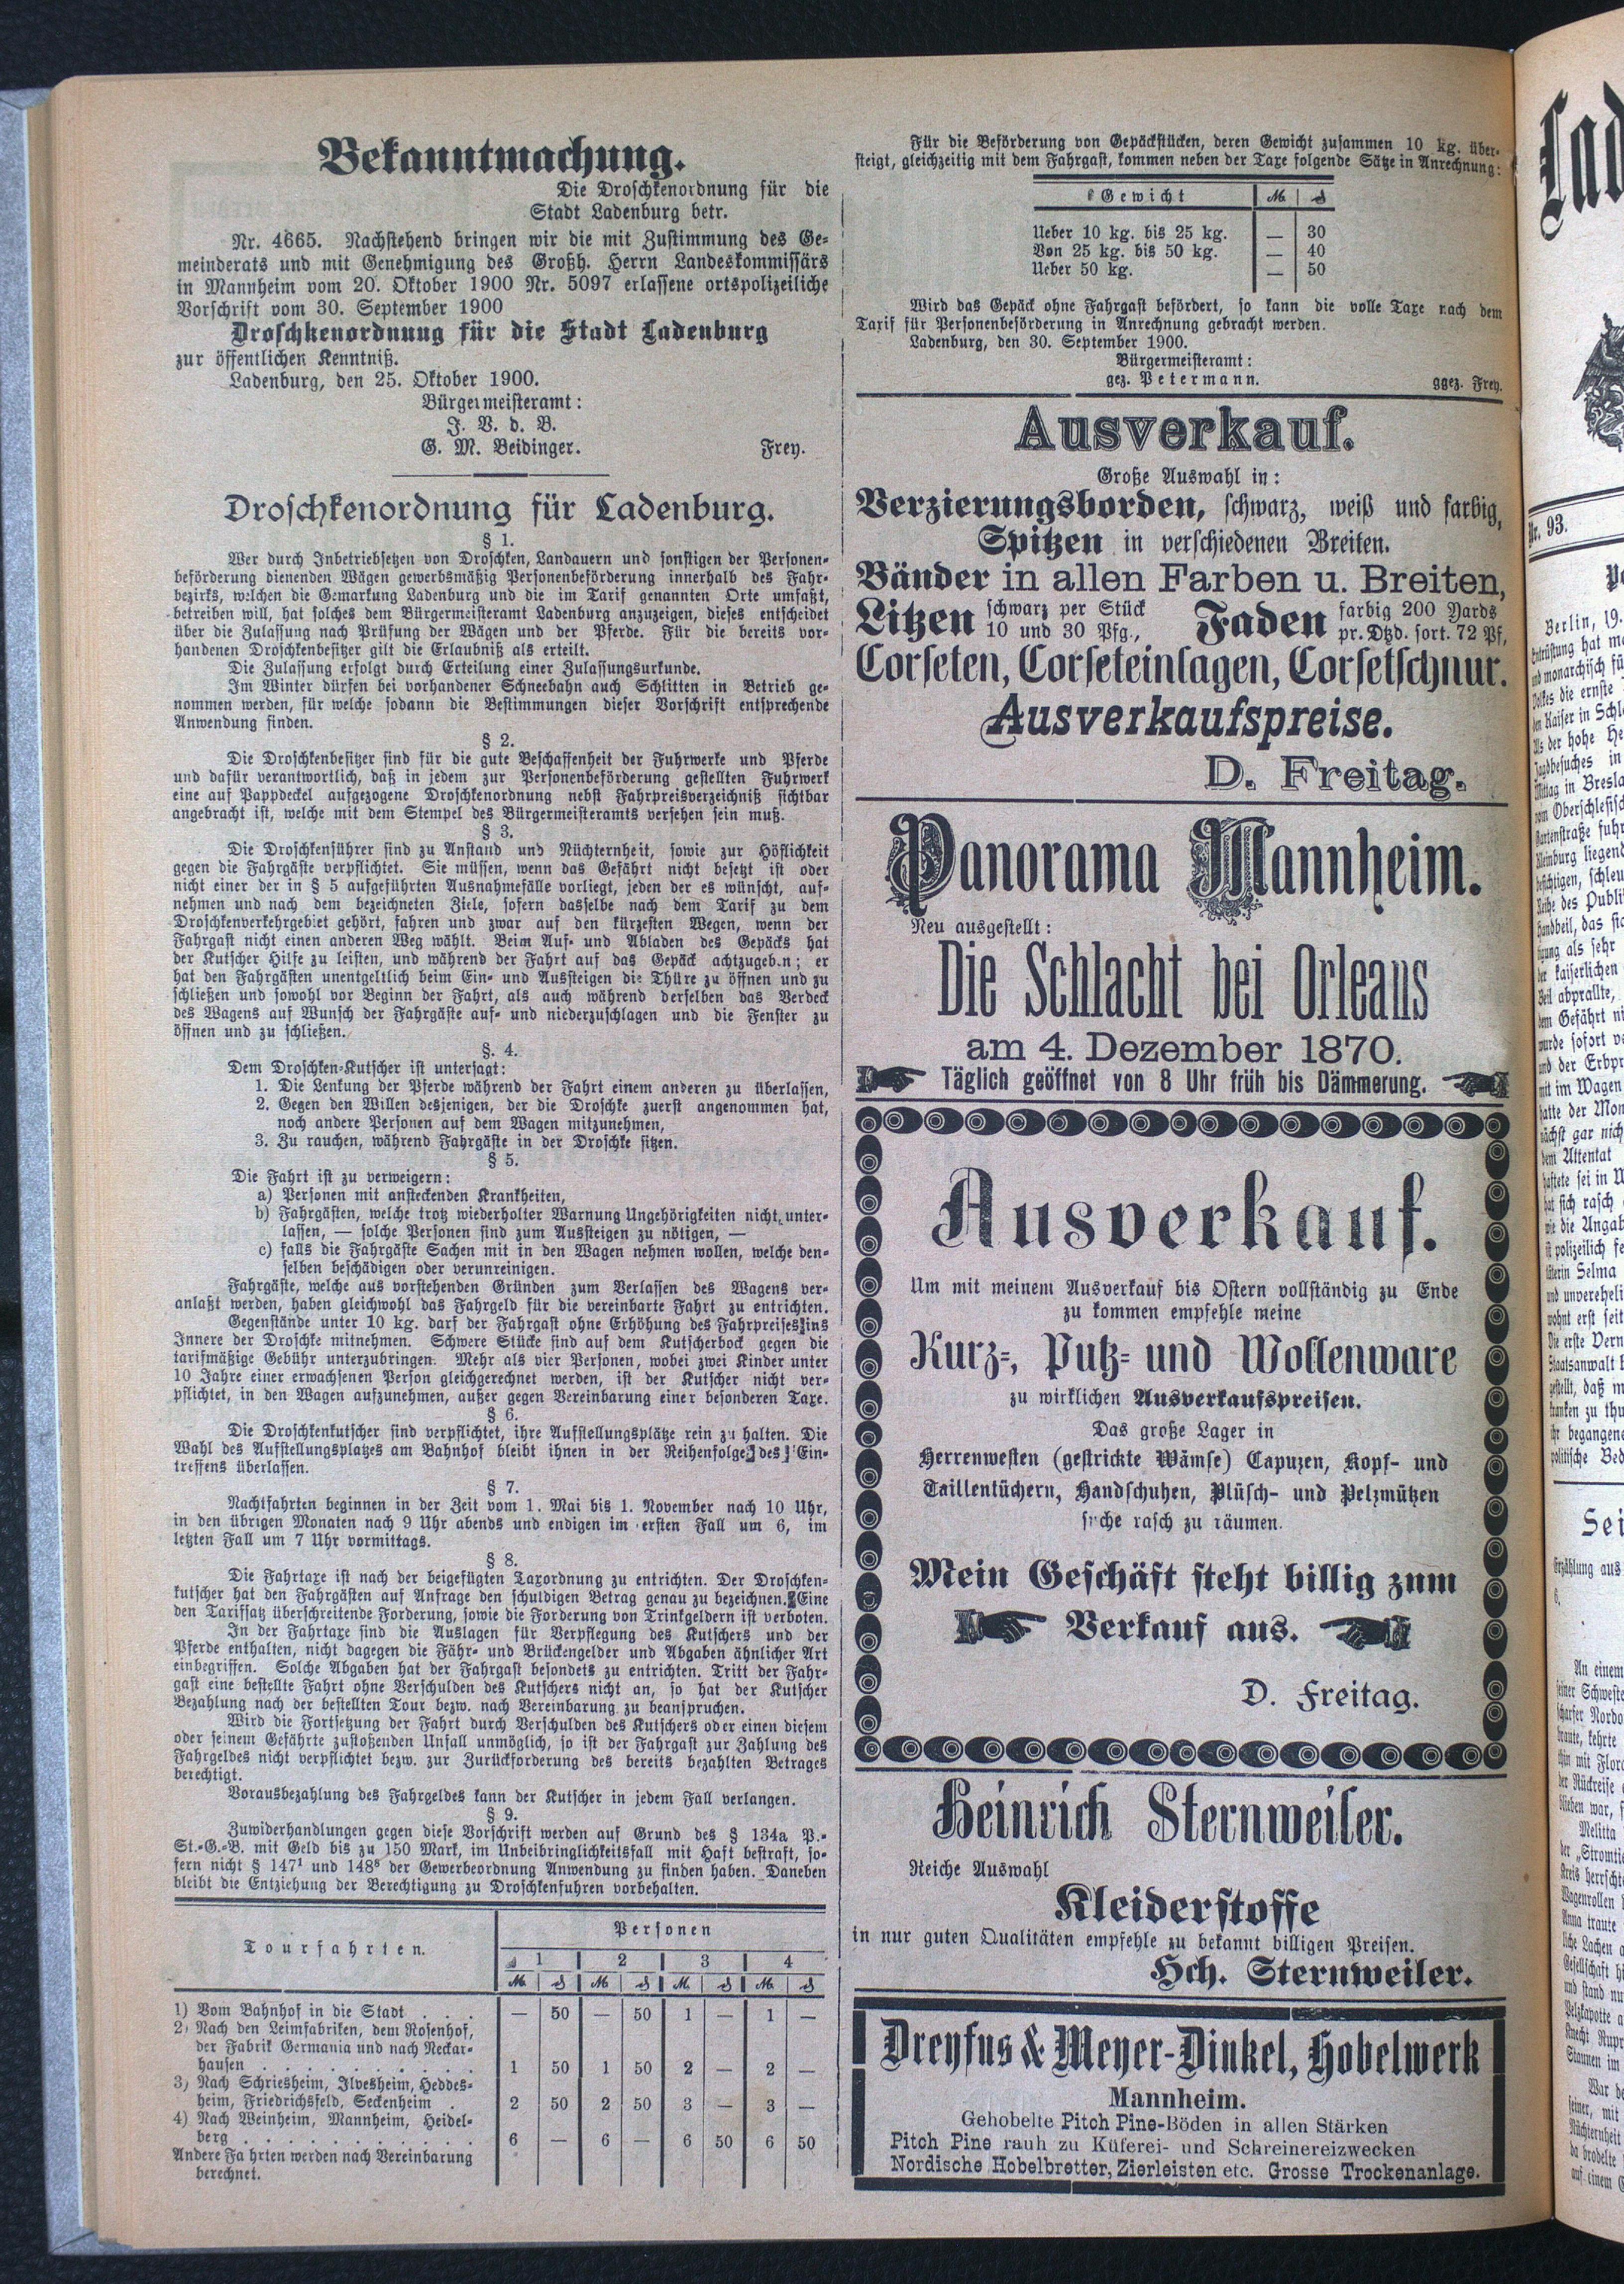 Bekanntmachung.
Die Droschkenordnung für die
Stadt Ladenburg betr.
Nr. 4665. Nachstehend bringen wir die mit Zustimmung des Ge-
meinderats und mit Genehmigung des Großh. Herrn Landeskommissärs
in Mannheim vom 20. Oktober 1900 Nr. 5097 erlassene ortspolizeiliche
Vorschrift vom 30. September 1900
Droschkenordnung für die Stadt Ladenburg
zur öffentlichen Kenntniß.
Ladenburg, den 25. Oktober 1900.
Bürgermeisteramt:
J. V. d. B.
G. M. Beidinger. Frey.
Droschkenordnung für Ladenburg.
§ 1.
Wer durch Inbetriebsetzen von Droschken, Landauern und sonstigen der Personen-
beförderung dienenden Wägen gewerbsmäßig Personenbeförderung innerhalb des Fahr-
bezirks, welchen die Gemarkung Ladenburg und die im Tarif genannten Orte umfaßt,
betreiben will, hat solches dem Bürgermeisteramt Ladenburg anzuzeigen, dieses entscheidet
über die Zulassung nach Prüfung der Wägen und der Pferde. Für die bereits vor-
handenen Droschkenbesitzer gilt die Erlaubniß als erteilt.
Die Zulassung erfolgt durch Erteilung einer Zulassungsurkunde.
Im Winter dürfen bei vorhandener Schneebahn auch Schlitten in Betrieb ge-
nommen werden, für welche sodann die Bestimmungen dieser Vorschrift entsprechende
Anwendung finden.
§ 2.
Die Droschkenbesitzer sind für die gute Beschaffenheit der Fuhrwerke und Pferde
und dafür verantwortlich, daß in jedem zur Personenbeförderung gestellten Fuhrwerk
eine auf Pappdeckel aufgezogene Droschkenordnung nebst Fahrpreisverzeichniß sichtbar
angebracht ist, welche mit dem Stempel des Bürgermeisteramts versehen sein muß.
§ 3.
Die Droschkenführer sind zu Anstand und Nüchternheit, sowie zur Höflichkeit
gegen die Fahrgäste verpflichtet. Sie müssen, wenn das Gefährt nicht besetzt ist oder
nicht einer der in § 5 aufgeführten Ausnahmefälle vorliegt, jeden der es wünscht, auf-
nehmen und nach dem bezeichneten Ziele, sofern dasselbe nach dem Tarif zu dem
Droschkenverkehrgebiet gehört, fahren und zwar auf den kürzesten Wegen, wenn der
Fahrgast nicht einen anderen Weg wählt. Beim Auf- und Abladen des Gepäcks hat
der Kutscher Hilfe zu leisten, und während der Fahrt auf das Gepäck achtzugeben; er
hat den Fahrgästen unentgeltlich beim Ein- und Aussteigen die Thüre zu öffnen und zu
schließen und sowohl vor Beginn der Fahrt, als auch während derselben das Verdeck
des Wagens auf Wunsch der Fahrgäste auf- und niederzuschlagen und die Fenster zu
öffnen und zu schließen.
§. 4.
Dem Droschken-Kutscher ist untersagt:
1. Die Lenkung der Pferde während der Fahrt einem anderen zu überlassen,
2. Gegen den Willen desjenigen, der die Droschke zuerst angenommen hat,
noch andere Personen auf dem Wagen mitzunehmen,
3. Zu rauchen, während Fahrgäste in der Droschke sitzen.
§ 5.
Die Fahrt ist zu verweigern:
a) Personen mit ansteckenden Krankheiten,
b) Fahrgästen, welche trotz wiederholter Warnung Ungehörigkeiten nicht unter-
lassen, — solche Personen sind zum Aussteigen zu nötigen, —
c) falls die Fahrgäste Sachen mit in den Wagen nehmen wollen, welche den-
selben beschädigen oder verunreinigen.
Fahrgäste, welche aus vorstehenden Gründen zum Verlassen des Wagens ver-
anlaßt werden, haben gleichwohl das Fahrgeld für die vereinbarte Fahrt zu entrichten.
Gegenstände unter 10 kg. darf der Fahrgast ohne Erhöhung des Fahrpreises ins
Innere der Droschke mitnehmen. Schwere Stücke sind auf dem Kutscherbock gegen die
tarifmäßige Gebühr unterzubringen. Mehr als vier Personen, wobei zwei Kinder unter
10 Jahre einer erwachsenen Person gleichgerechnet werden, ist der Kutscher nicht ver-
pflichtet, in den Wagen aufzunehmen, außer gegen Vereinbarung einer besonderen Taxe.
§ 6.
Die Droschkenkutscher sind verpflichtet, ihre Aufstellungsplätze rein zu halten. Die
Wahl des Aufstellungsplatzes am Bahnhof bleibt ihnen in der Reihenfolge des Ein-
treffens überlassen.
§ 7.
Nachtfahrten beginnen in der Zeit vom 1. Mai bis 1. November nach 10 Uhr,
in den übrigen Monaten nach 9 Uhr abends und endigen im ersten Fall um 6, im
letzten Fall um 7 Uhr vormittags.
§ 8.
Die Fahrtaxe ist nach der beigefügten Taxordnung zu entrichten. Der Droschken-
kutscher hat den Fahrgästen auf Anfrage den schuldigen Betrag genau zu bezeichnen. Eine
den Tarifsatz überschreitende Forderung, sowie die Forderung von Trinkgeldern ist verboten.
In der Fahrtaxe sind die Auslagen für Verpflegung des Kutschers und der
Pferde enthalten, nicht dagegen die Fähr- und Brückengelder und Abgaben ähnlicher Art
einbegriffen. Solche Abgaben hat der Fahrgast besondets zu entrichten. Tritt der Fahr-
gast eine bestellte Fahrt ohne Verschulden des Kutschers nicht an, so hat der Kutscher
Bezahlung nach der bestellten Tour bezw. nach Vereinbarung zu beanspruchen.
Wird die Fortsetzung der Fahrt durch Verschulden des Kutschers oder einen diesem
oder seinem Gefährte zustoßenden Unfall unmöglich, so ist der Fahrgast zur Zahlung des
Fahrgeldes nicht verpflichtet bezw. zur Zurückforderung des bereits bezahlten Betrages
berechtigt.
Vorausbezahlung des Fahrgeldes kann der Kutscher in jedem Fall verlangen.
§ 9.
Zuwiderhandlungen gegen diese Vorschrift werden auf Grund des § 134a P.-
St.-G.-B. mit Geld bis zu 150 Mark, im Unbeibringlichkeitsfall mit Haft bestraft, so-
fern nicht § 147¹ und 148⁸ der Gewerbeordnung Anwendung zu finden haben. Daneben
bleibt die Entziehung der Berechtigung zu Droschkenfuhren vorbehalten.
Tourfahrten. Personen
1 2 3 4
M. ₰ M. ₰ M. ₰ M. ₰
1) Vom Bahnhof in die Stadt . . . — 50 — 50 1 — 1 —
2) Nach den Leimfabriken, dem Rosenhof,
der Fabrik Germania und nach Neckar-
hausen . . . 1 50 1 50 2 — 2 —
3) Nach Schriesheim, Ilvesheim, Heddes-
heim, Friedrichsfeld, Seckenheim . 2 50 2 50 3 — 3 —
4) Nach Weinheim, Mannheim, Heidel-
berg . . . 6 — 6 — 6 50 6 50
Andere Fahrten werden nach Vereinbarung
berechnet.
Für die Beförderung von Gepäckstücken, deren Gewicht zusammen 10 kg. über-
steigt, gleichzeitig mit dem Fahrgast, kommen neben der Taxe folgende Sätze in Anrechnung:
Gewicht M. ₰
Ueber 10 kg. bis 25 kg. — 30
Von 25 kg. bis 50 kg. — 40
Ueber 50 kg. — 50
Wird das Gepäck ohne Fahrgast befördert, so kann die volle Taxe nach dem
Tarif für Personenbeförderung in Anrechnung gebracht werden.
Ladenburg, den 30. September 1900.
Bürgermeisteramt:
gez. Petermann. ggez. Frey.
Ausverkauf.
Große Auswahl in:
Verzierungsborden, schwarz, weiß und farbig,
Spitzen in verschiedenen Breiten.
Bänder in allen Farben u. Breiten,
Litzen schwarz per Stück 10 und 30 Pfg., Faden farbig 200 Yards pr. Dtzd. sort. 72 Pf,
Corseten, Corseteinlagen, Corsetschnur.
Ausverkaufspreise.
D. Freitag.
Panorama Mannheim.
Neu ausgestellt:
Die Schlacht bei Orleans
am 4. Dezember 1870.
Täglich geöffnet von 8 Uhr früh bis Dämmerung.
Ausverkauf.
Um mit meinem Ausverkauf bis Ostern vollständig zu Ende
zu kommen empfehle meine
Kurz-, Putz- und Wollenware
zu wirklichen Ausverkaufspreisen.
Das große Lager in
Herrenwesten (gestrickte Wämse) Capuzen, Kopf- und
Taillentüchern, Handschuhen, Plüsch- und Pelzmützen
suche rasch zu räumen.
Mein Geschäft steht billig zum
Verkauf aus.
D. Freitag.
Heinrich Sternweiler.
Reiche Auswahl
Kleiderstoffe
in nur guten Qualitäten empfehle zu bekannt billigen Preisen.
Hch. Sternweiler.
Dreyfus & Meyer-Dinkel, Hobelwerk
Mannheim.
Gehobelte Pitch Pine-Böden in allen Stärken
Pitch Pine rauh zu Küferei- und Schreinereizwecken
Nordische Hobelbretter, Zierleisten etc. Grosse Trockenanlage.
Nr. 93.
Berlin, 19.